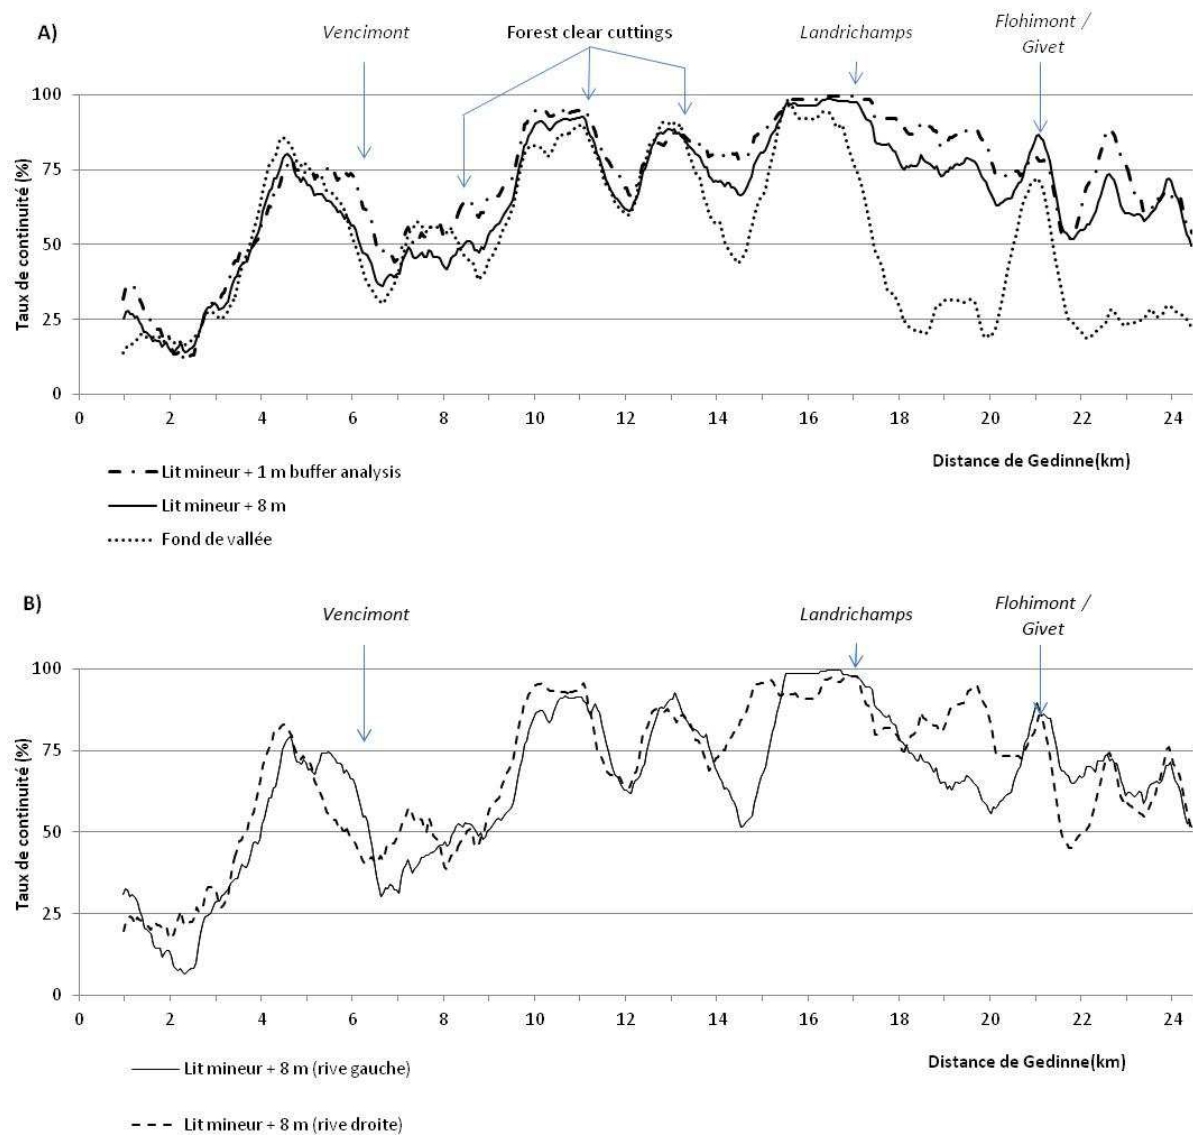 A)
Vencimont
Forest clear cuttings
Landrichamps
Flohimont /
Givet
Taux de continuité (%)
100
75
50
25
0
0 2 4 6 8 10 12 14 16 18 20 22 24
Distance de Gedinne(km)
Lit mineur + 1 m buffer analysis
Lit mineur + 8 m
Fond de vallée
B)
Vencimont
Landrichamps
Flohimont /
Givet
Taux de continuité (%)
100
75
50
25
0
0 2 4 6 8 10 12 14 16 18 20 22 24
Distance de Gedinne(km)
Lit mineur + 8 m (rive gauche)
Lit mineur + 8 m (rive droite)